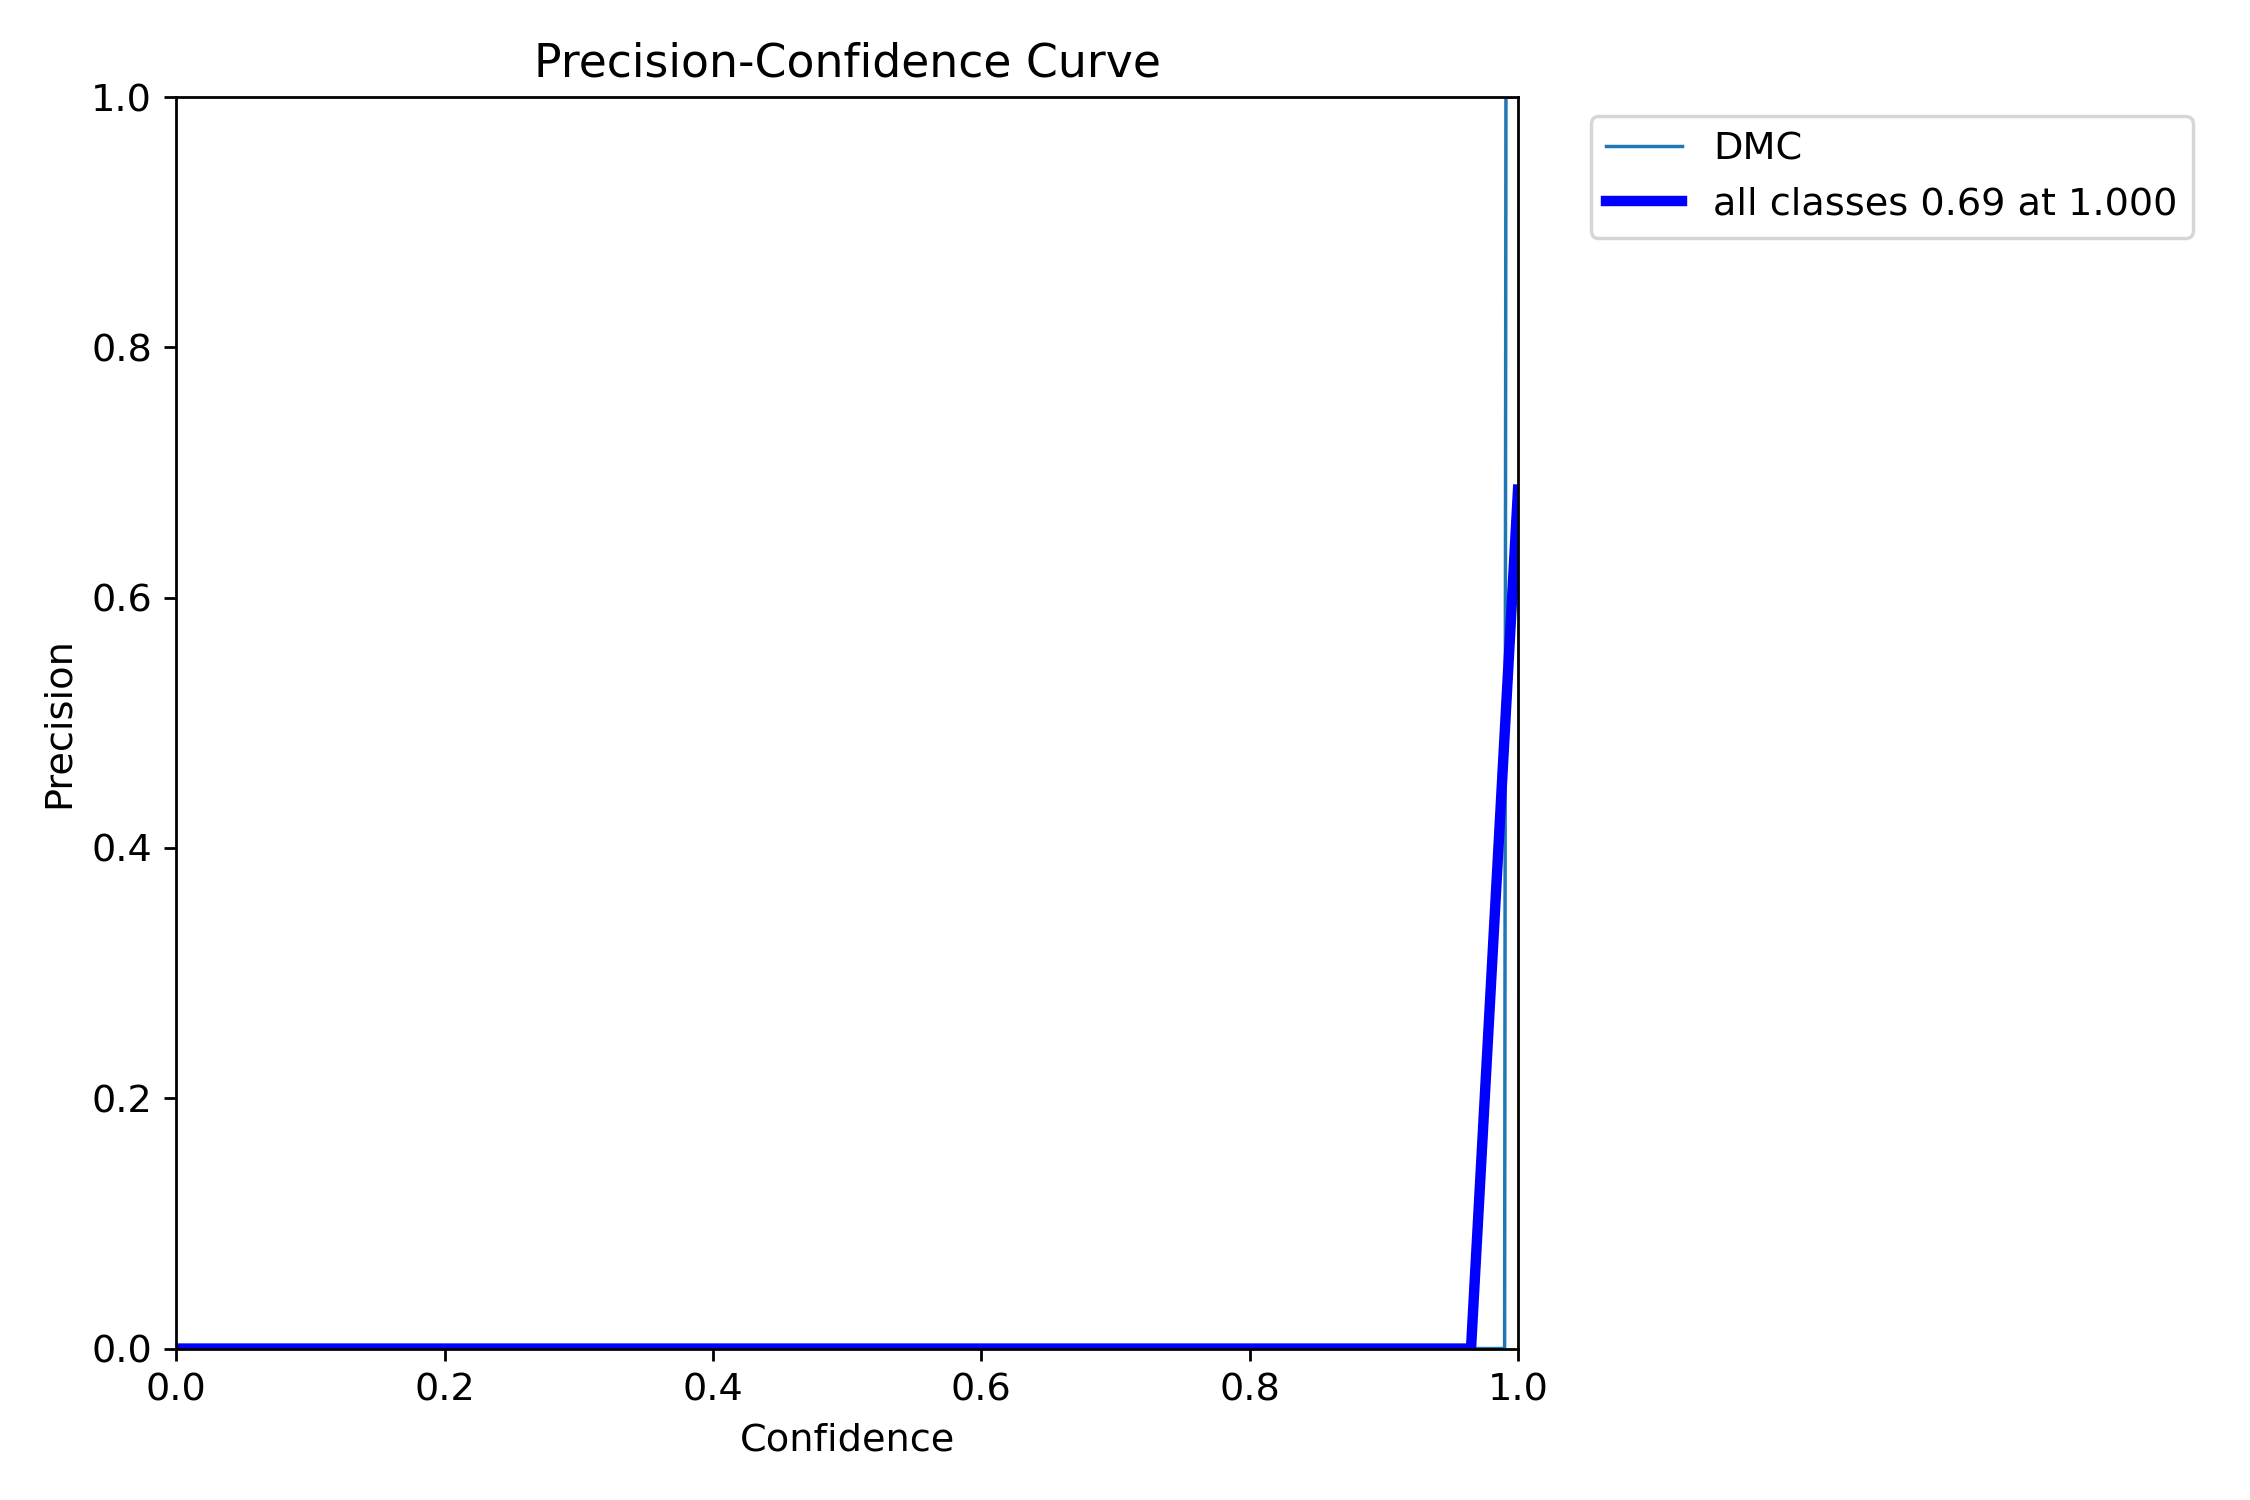 Precision-Confidence Curve
1.0
0.8
0.6
0.4
0.2
0.0
Precision
0.0 0.2 0.4 0.6 0.8 1.0
Confidence
DMC
all classes 0.69 at 1.000